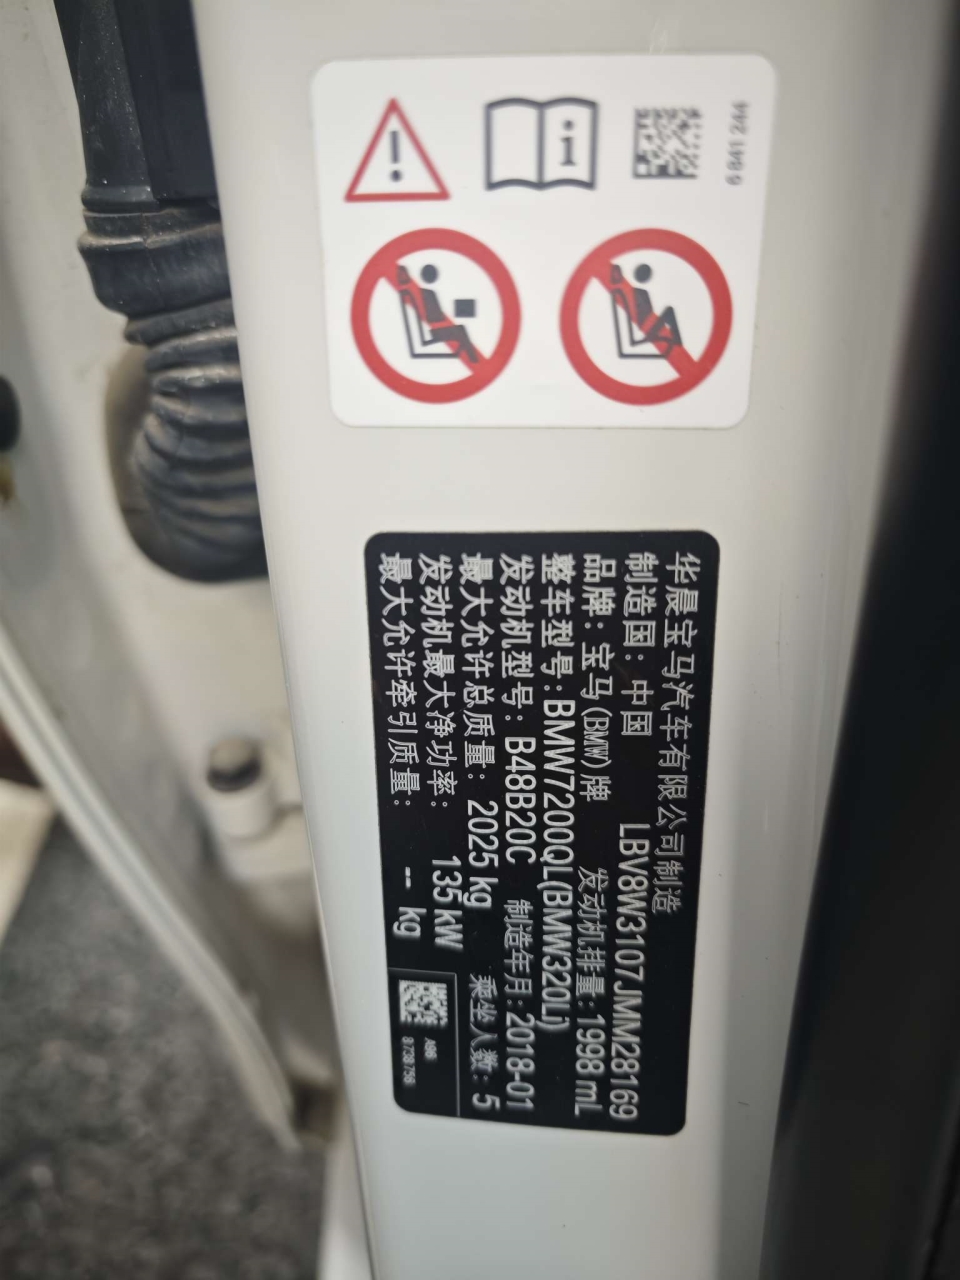 6 841 244
华晨宝马汽车有限公司制造
制造国：中国 LBV8W3107JMM28169
品牌：宝马(BMW)牌 发动机排量：1998 mL
整车型号：BMW7200QL(BMW320Li)
发动机型号：B48B20C 制造年月：2018-01
最大允许总质量：2025 kg 乘坐人数：5
发动机最大净功率：135 kW
最大允许牵引质量：-- kg